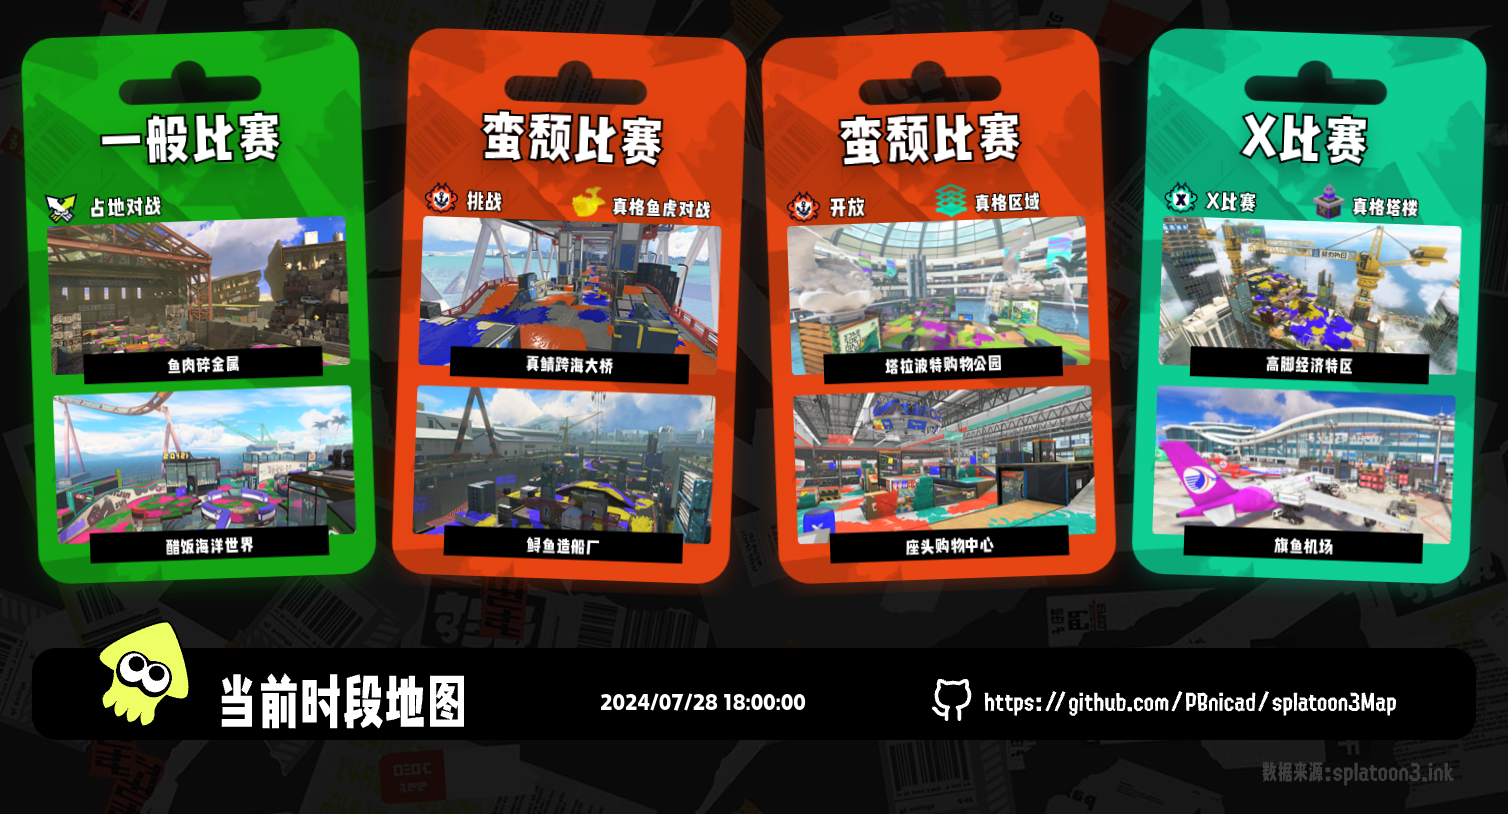 一般比赛
占地对战
鱼肉碎金属
醋饭海洋世界
蛮颓比赛
挑战
真格鱼虎对战
真鲷跨海大桥
鲟鱼造船厂
蛮颓比赛
开放
真格区域
塔拉波特购物公园
座头购物中心
X比赛
X比赛
真格塔楼
高脚经济特区
旗鱼机场
当前时段地图
2024/07/28 18:00:00
https://github.com/PBnicad/splatoon3Map
数据来源:splatoon3.ink